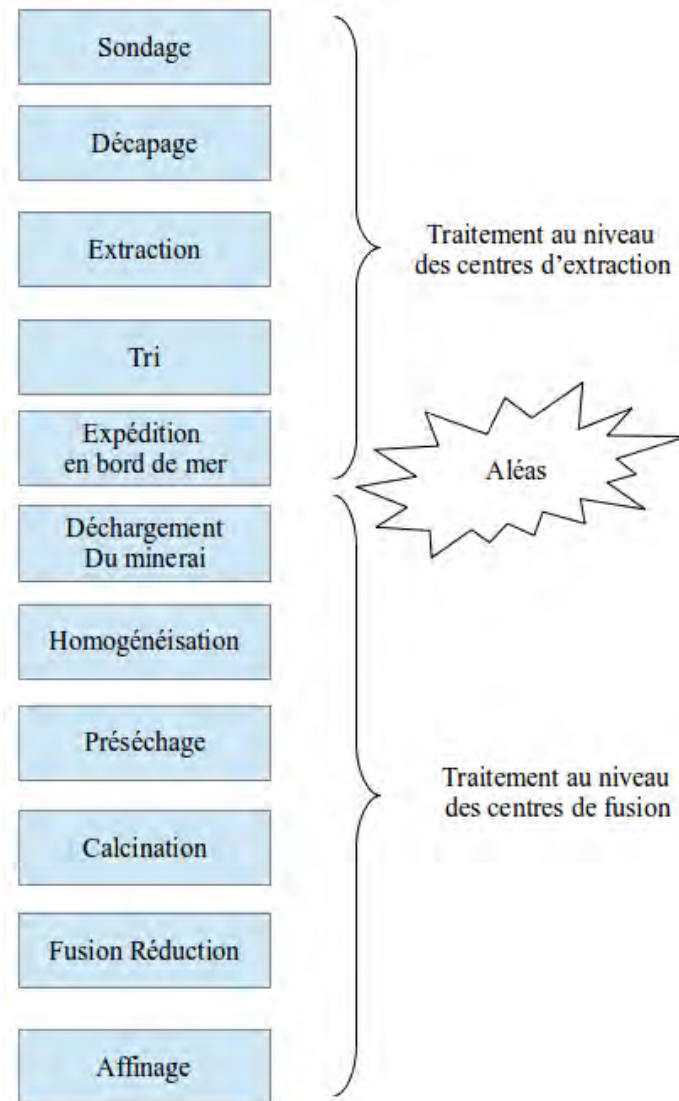 Sondage
Décapage
Extraction
Tri
Expédition
en bord de mer
Déchargement
Du minerai
Homogénéisation
Préséchage
Calcination
Fusion Réduction
Affinage
Traitement au niveau
des centres d'extraction
Aléas
Traitement au niveau
des centres de fusion